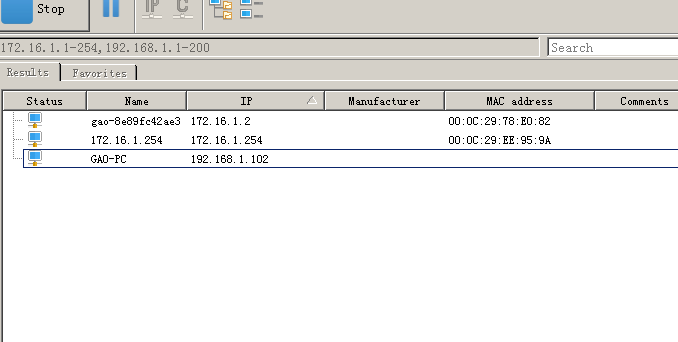 Stop
IP C
172.16.1.1-254,192.168.1.1-200 Search
Results Favorites
Status Name IP Manufacturer MAC address Comments
gao-8e89fc42ae3 172.16.1.2 00:0C:29:78:E0:82
172.16.1.254 172.16.1.254 00:0C:29:EE:95:9A
GAO-PC 192.168.1.102